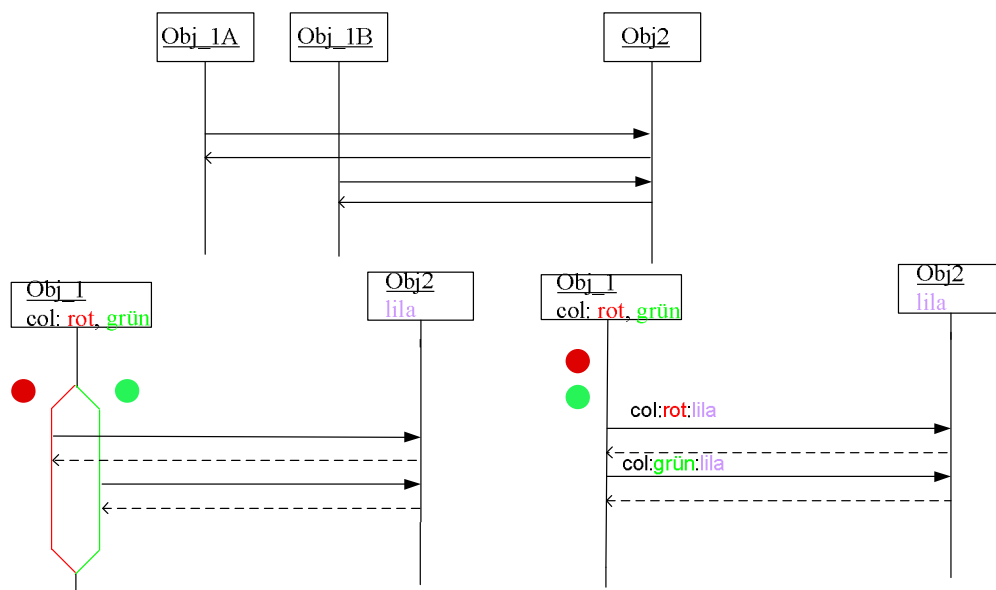 Obj_1A
Obj_1B
Obj2
Obj_1
col: rot, grün
Obj2
lila
Obj_1
col: rot, grün
Obj2
lila
col:rot:lila
col:grün:lila